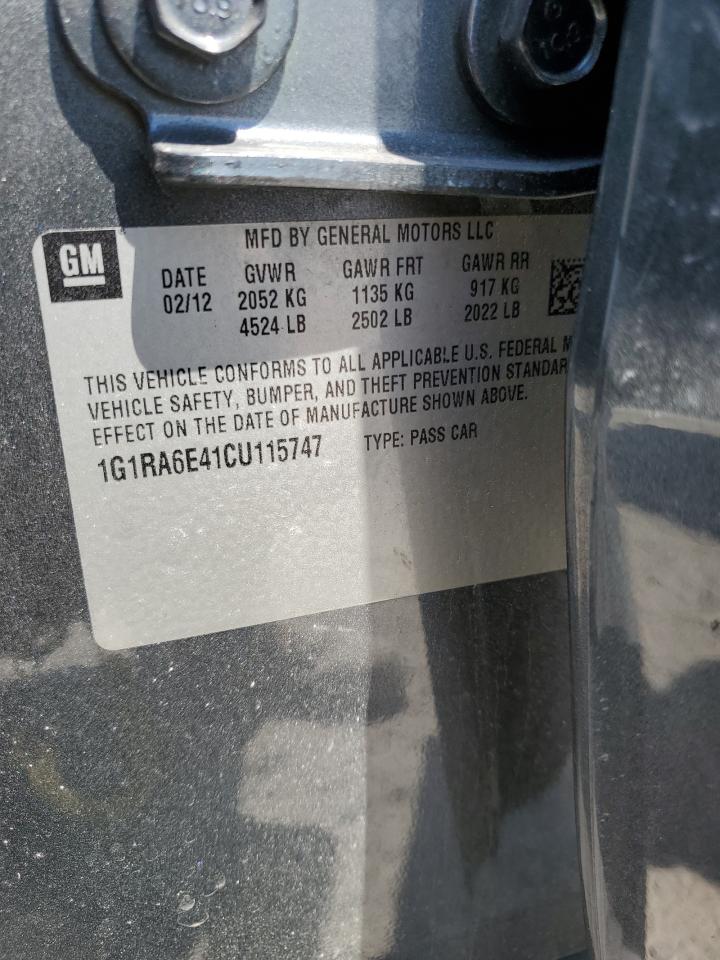 GM
MFD BY GENERAL MOTORS LLC
DATE GVWR GAWR FRT GAWR RR
02/12 2052 KG 1135 KG 917 KG
4524 LB 2502 LB 2022 LB
THIS VEHICLE CONFORMS TO ALL APPLICABLE U.S. FEDERAL M
VEHICLE SAFETY, BUMPER, AND THEFT PREVENTION STANDAR
EFFECT ON THE DATE OF MANUFACTURE SHOWN ABOVE.
1G1RA6E41CU115747 TYPE: PASS CAR